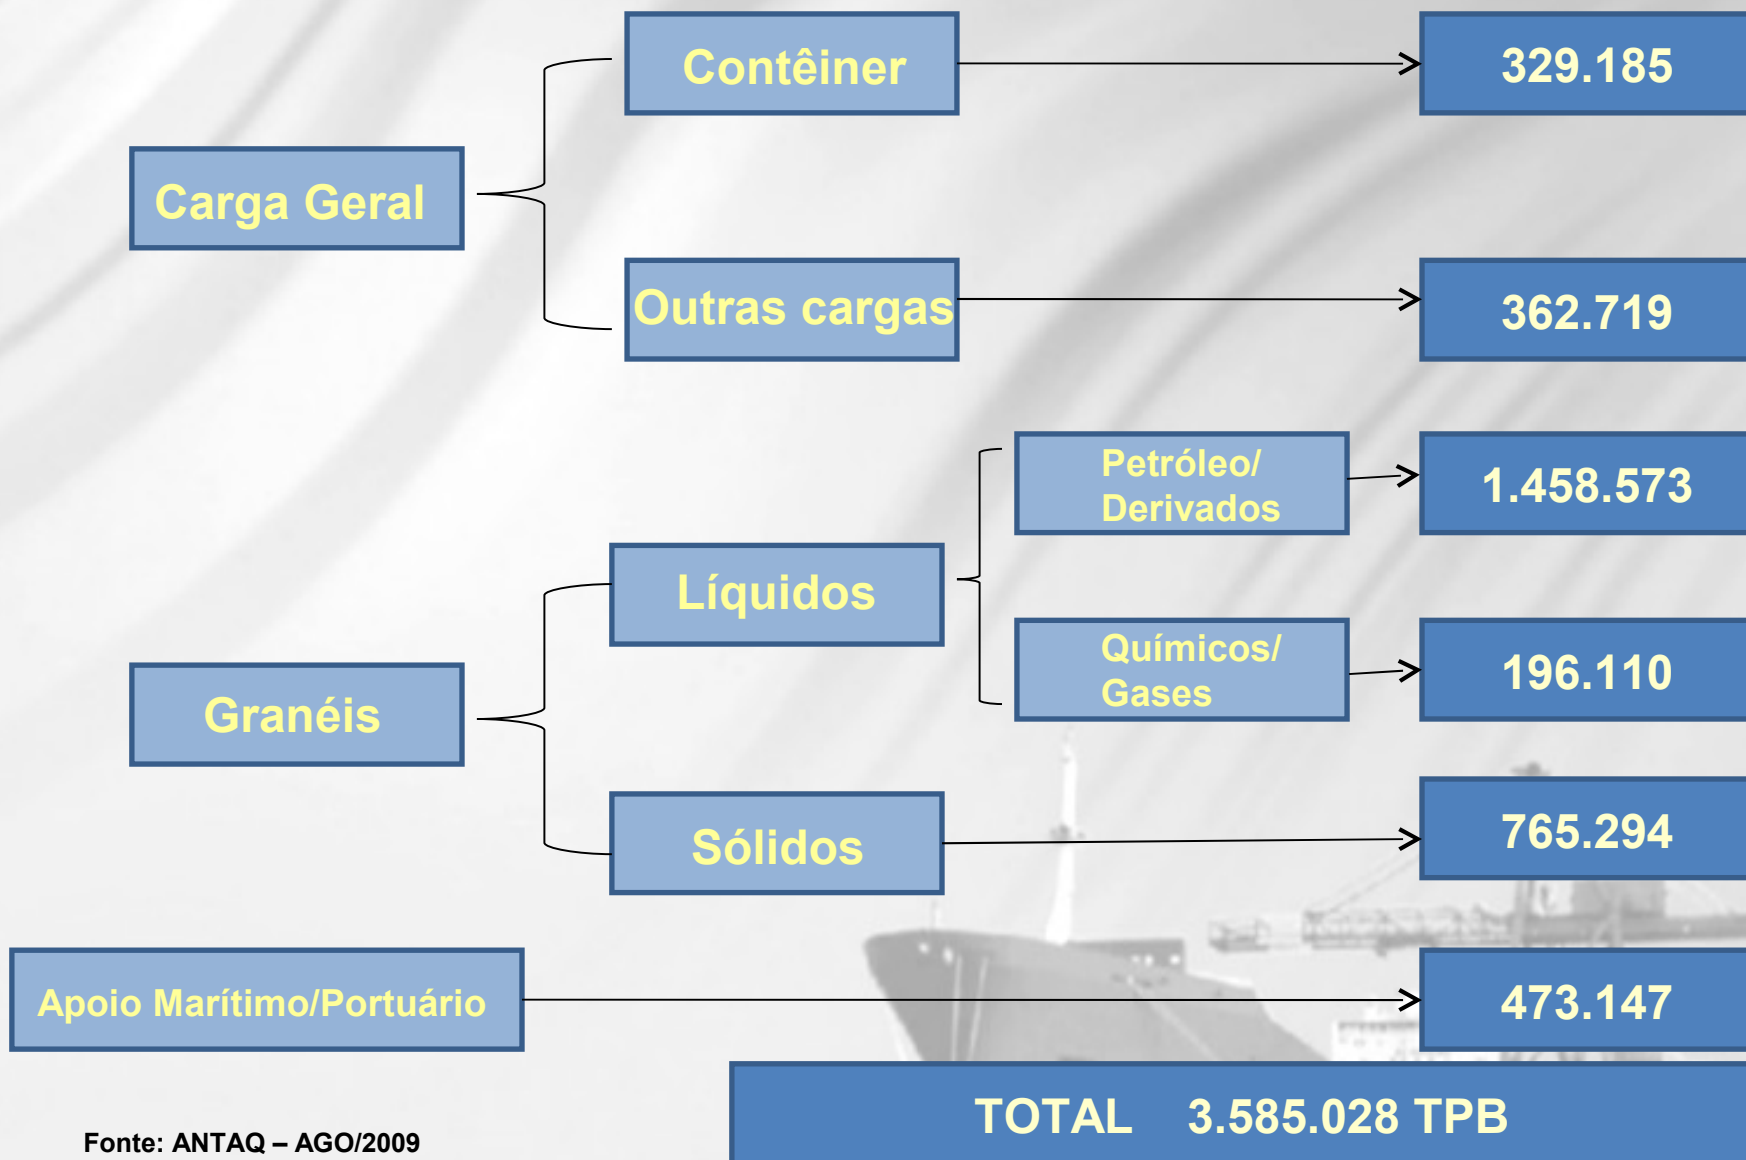 Contêiner
329.185
Carga Geral
Outras cargas
362.719
Petróleo/
Derivados
1.458.573
Líquidos
Químicos/
Gases
196.110
Granéis
Sólidos
765.294
Apoio Marítimo/Portuário
473.147
TOTAL 3.585.028 TPB
Fonte: ANTAQ – AGO/2009